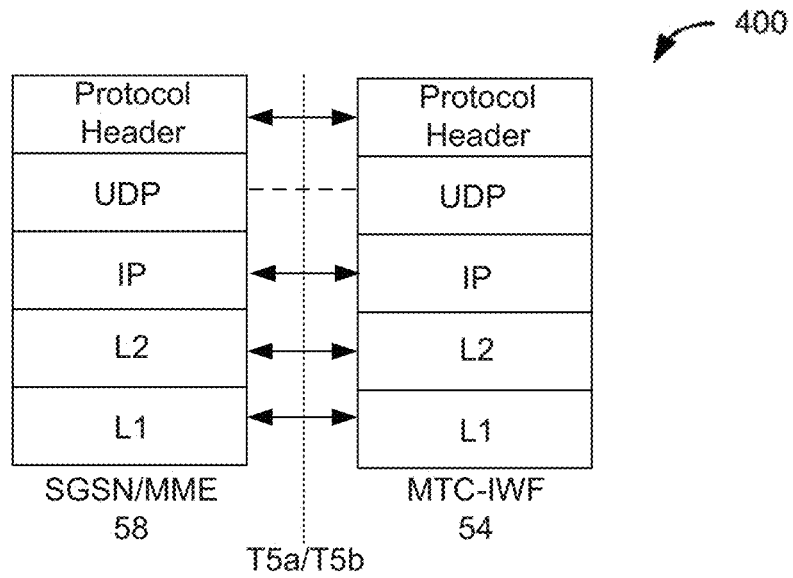 400
Protocol
Header
UDP
IP
L2
L1
SGSN/MME
58
Protocol
Header
UDP
IP
L2
L1
MTC-IWF
54
T5a/T5b